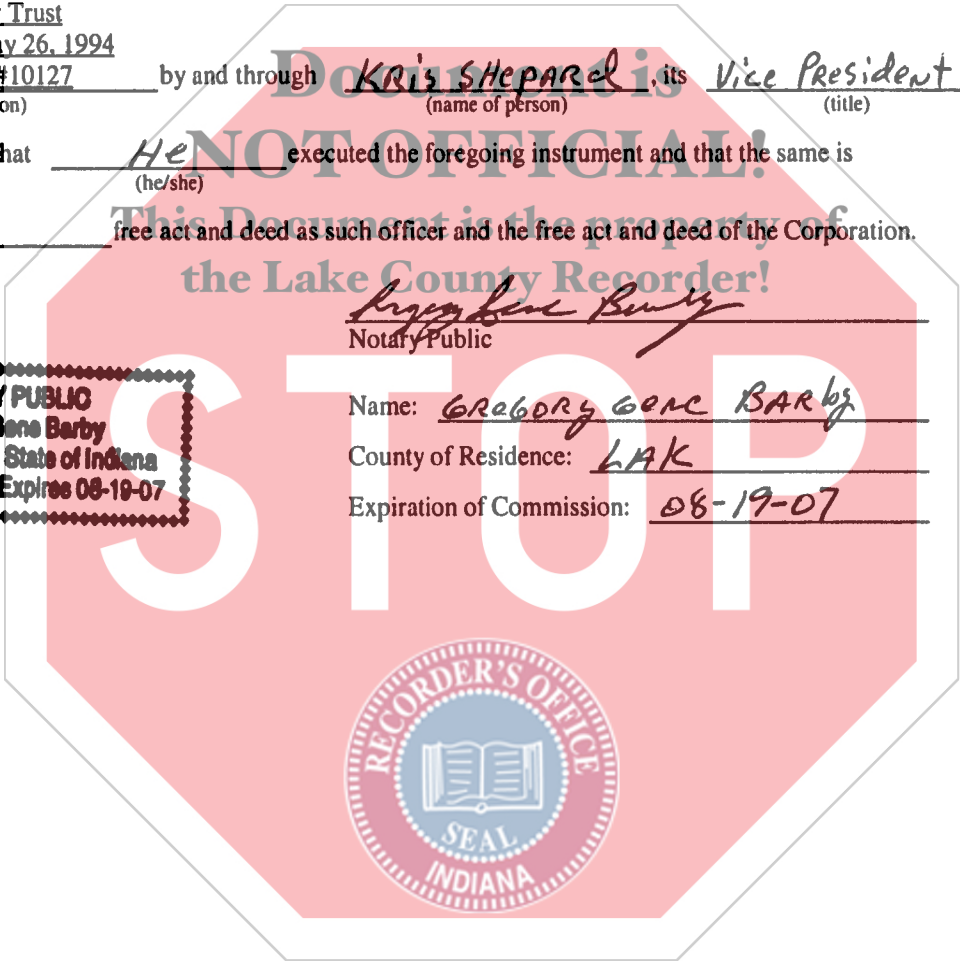 Trust
y 26, 1994
#10127 by and through KRis SHepARd, its Vice PResident
on) (name of person) (title)
hat He executed the foregoing instrument and that the same is
(he/she)
free act and deed as such officer and the free act and deed of the Corporation.
Document is
NOT OFFICIAL!
This Document is the property of
the Lake County Recorder!
Notary Public
Y PUBLIC
ene Barby
State of Indiana
Expires 08-19-07
Name: GREGORY GENE BARby
County of Residence: LAK
Expiration of Commission: 08-19-07
STOP
RECORDER'S OFFICE
SEAL
INDIANA